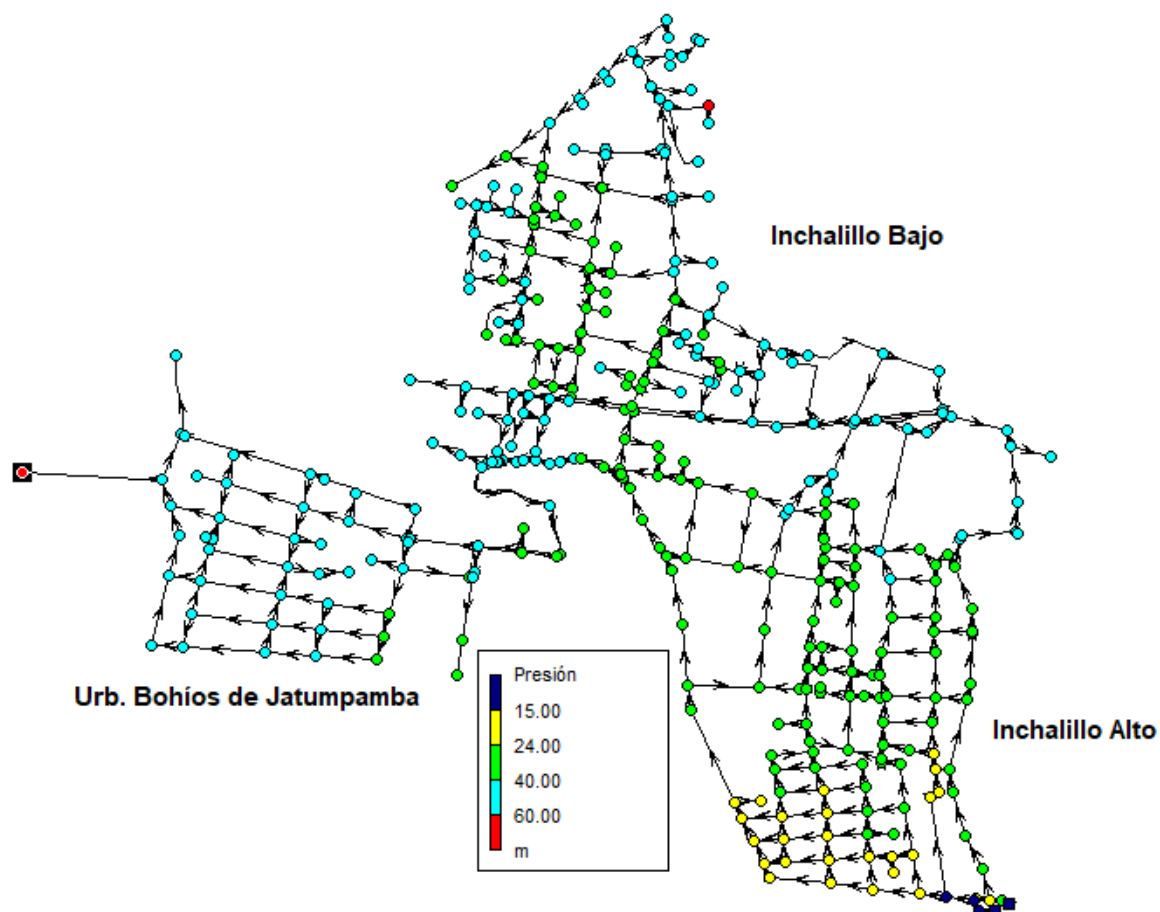 Inchalillo Bajo
Urb. Bohíos de Jatumpamba
Presión
15.00
24.00
40.00
60.00
m
Inchalillo Alto